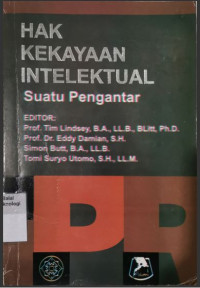 HAK
KEKAYAAN
INTELEKTUAL
Suatu Pengantar
EDITOR:
Prof. Tim Lindsey, B.A., LL.B., BLitt, Ph.D.
Prof. Dr. Eddy Damian, S.H.
Simon Butt, B.A., LL.B.
Tomi Suryo Utomo, S.H., LL.M.
PR